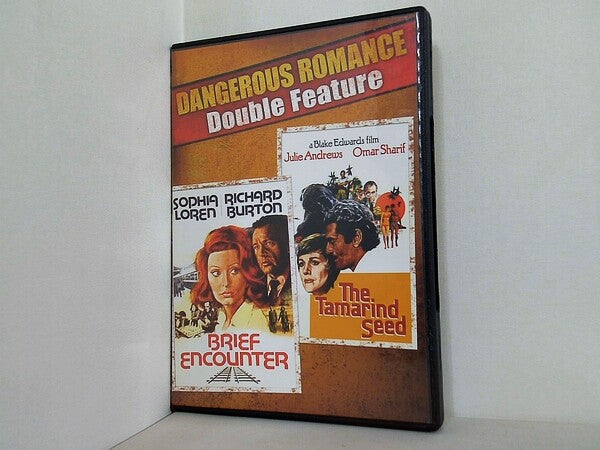 DANGEROUS ROMANCE
Double Feature
a Blake Edwards film
Julie Andrews Omar Sharif
The
Tamarind
Seed
SOPHIA RICHARD
LOREN BURTON
BRIEF
ENCOUNTER